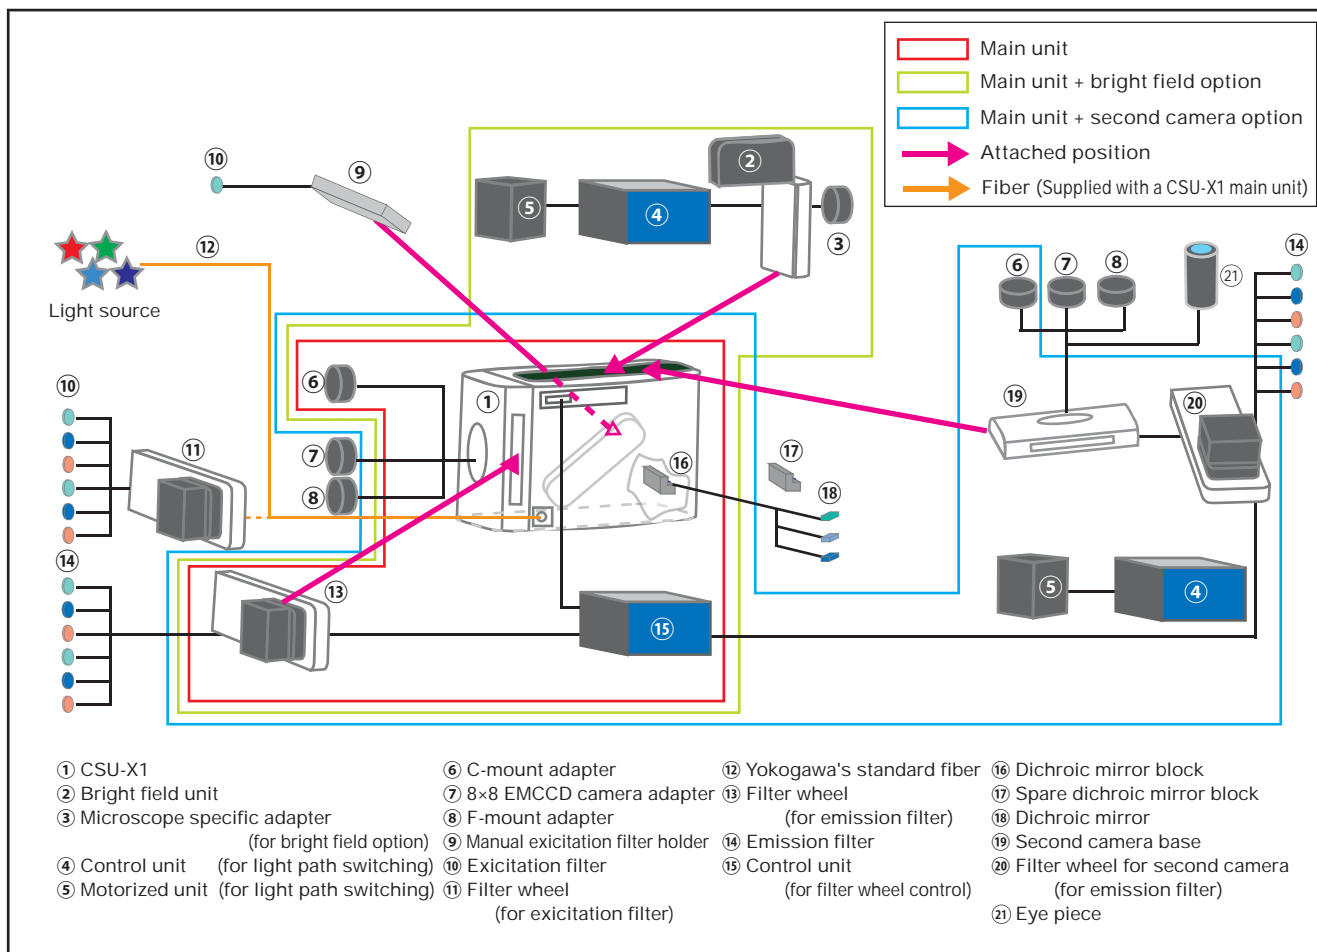 Main unit
Main unit + bright field option
Main unit + second camera option
Attached position
Fiber (Supplied with a CSU-X1 main unit)
⑩
⑨
②
⑤
④
③
⑫
Light source
⑥
⑦
⑧
㉑
⑭
⑥
①
⑩
⑪
⑦
⑧
⑯
⑰
⑱
⑲
⑳
⑭
⑬
⑮
⑤
④
① CSU-X1
② Bright field unit
③ Microscope specific adapter
(for bright field option)
④ Control unit (for light path switching)
⑤ Motorized unit (for light path switching)
⑥ C-mount adapter
⑦ 8×8 EMCCD camera adapter
⑧ F-mount adapter
⑨ Manual exicitation filter holder
⑩ Exicitation filter
⑪ Filter wheel
(for exicitation filter)
⑫ Yokogawa's standard fiber
⑬ Filter wheel
(for emission filter)
⑭ Emission filter
⑮ Control unit
(for filter wheel control)
⑯ Dichroic mirror block
⑰ Spare dichroic mirror block
⑱ Dichroic mirror
⑲ Second camera base
⑳ Filter wheel for second camera
(for emission filter)
㉑ Eye piece